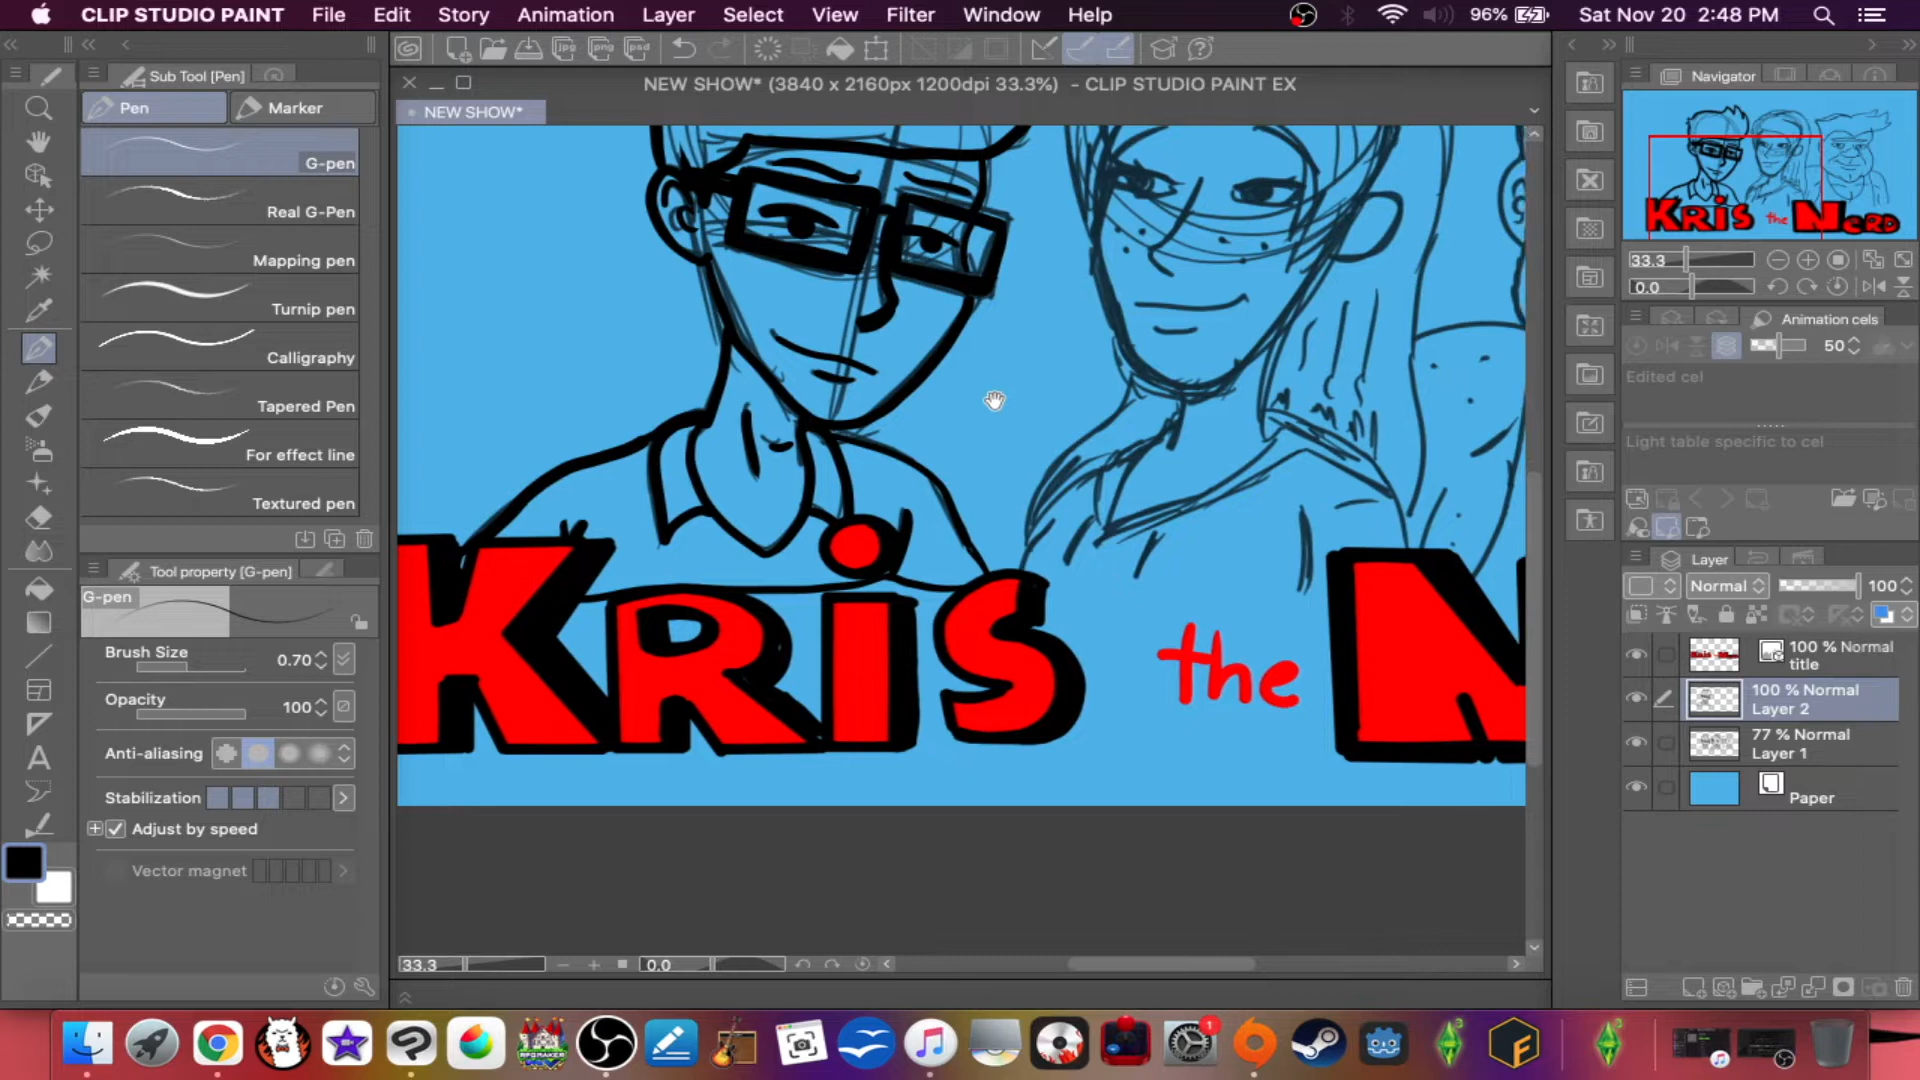 CLIP STUDIO PAINT File Edit Story Animation Layer Select View Filter Window Help 96% Sat Nov 20 2:48 PM
Sub Tool [Pen]
Pen Marker
G-pen
Real G-Pen
Mapping pen
Turnip pen
Calligraphy
Tapered Pen
For effect line
Textured pen
Tool property [G-pen]
G-pen
Brush Size 0.70
Opacity 100
Anti-aliasing
Stabilization
Adjust by speed
Vector magnet
jpg png psd
NEW SHOW* (3840 x 2160px 1200dpi 33.3%) - CLIP STUDIO PAINT EX
NEW SHOW*
KRiS the N
33.3 0.0
Navigator
KRiS the NERD
33.3
0.0
Animation cels
50
Edited cel
Light table specific to cel
Layer
Normal 100
100 % Normal
title
100 % Normal
Layer 2
77 % Normal
Layer 1
Paper
RPGMAKER
1